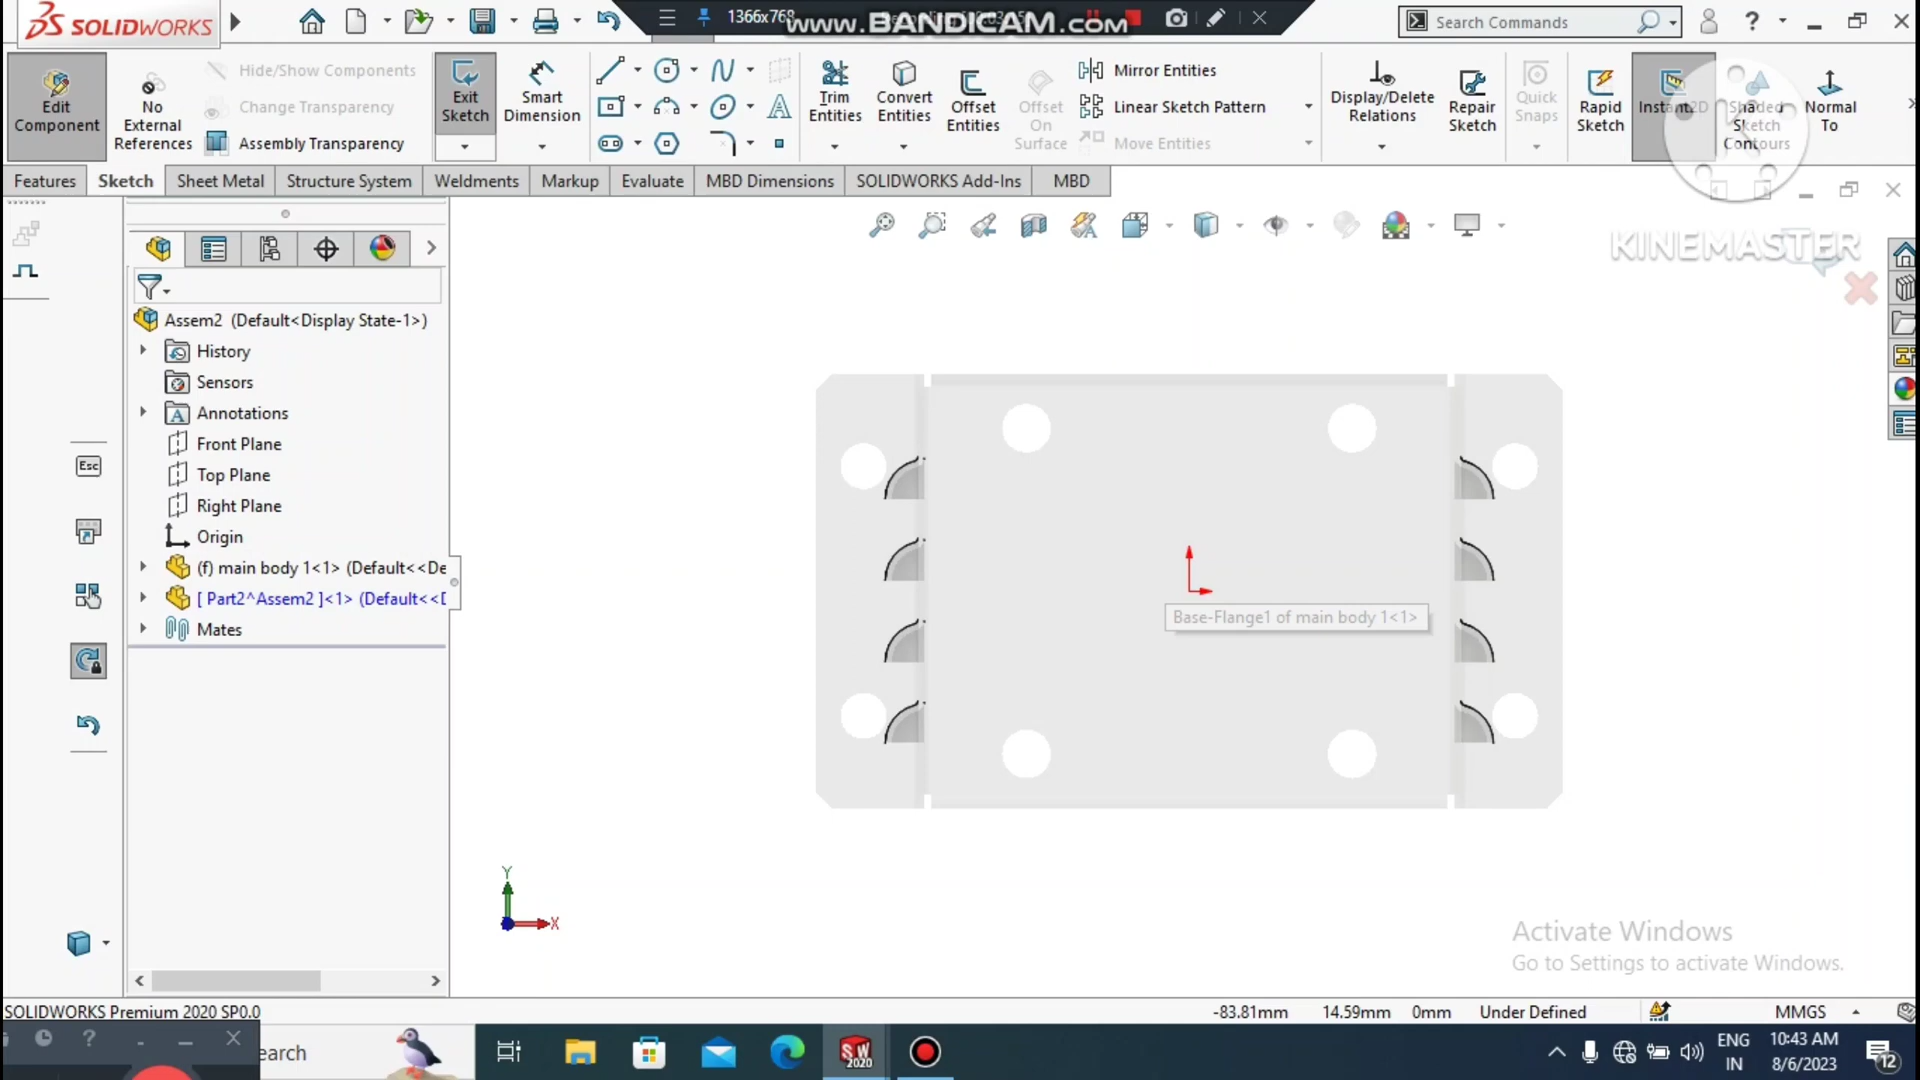 SOLIDWORKS
1366x768
www.BANDICAM.com
Search Commands
Edit
Component
No
External
References
Hide/Show Components
Change Transparency
Assembly Transparency
Exit
Sketch
Smart
Dimension
Trim
Entities
Convert
Entities
Offset
Entities
Offset
On
Surface
Mirror Entities
Linear Sketch Pattern
Move Entities
Display/Delete
Relations
Repair
Sketch
Quick
Snaps
Rapid
Sketch
Instant2D
Shaded
Sketch
Contours
Normal
To
Features
Sketch
Sheet Metal
Structure System
Weldments
Markup
Evaluate
MBD Dimensions
SOLIDWORKS Add-Ins
MBD
KINEMASTER
Assem2 (Default<Display State-1>)
History
Sensors
Annotations
Front Plane
Top Plane
Right Plane
Origin
(f) main body 1<1> (Default<<De
[ Part2^Assem2 ]<1> (Default<<D
Mates
Esc
Base-Flange1 of main body 1<1>
Y
X
Activate Windows
Go to Settings to activate Windows.
SOLIDWORKS Premium 2020 SP0.0
-83.81mm
14.59mm
0mm
Under Defined
MMGS
earch
SW
2020
ENG
IN
10:43 AM
8/6/2023
12